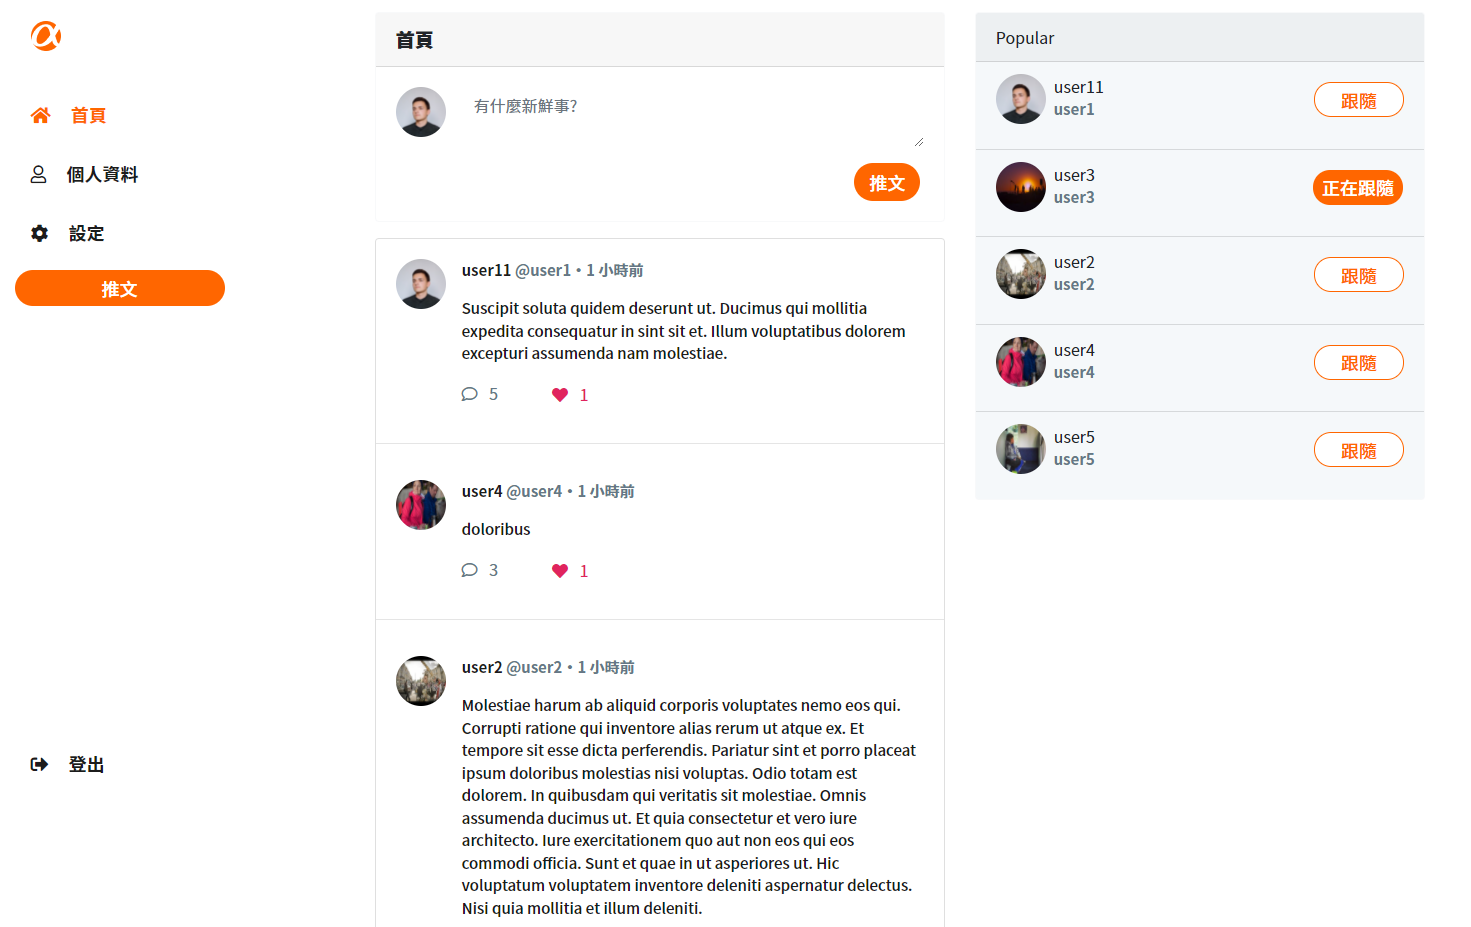 首頁
個人資料
設定
推文
登出
首頁
有什麼新鮮事?
推文
user11 @user1 • 1 小時前
Suscipit soluta quidem deserunt ut. Ducimus qui mollitia
expedita consequatur in sint sit et. Illum voluptatibus dolorem
excepturi assumenda nam molestiae.
5 1
user4 @user4 • 1 小時前
doloribus
3 1
user2 @user2 • 1 小時前
Molestiae harum ab aliquid corporis voluptates nemo eos qui.
Corrupti ratione qui inventore alias rerum ut atque ex. Et
tempore sit esse dicta perferendis. Pariatur sint et porro placeat
ipsum doloribus molestias nisi voluptas. Odio totam est
dolorem. In quibusdam qui veritatis sit molestiae. Omnis
assumenda ducimus ut. Et quia consectetur et vero iure
architecto. Iure exercitationem quo aut non eos qui eos
commodi officia. Sunt et quae in ut asperiores ut. Hic
voluptatum voluptatem inventore deleniti aspernatur delectus.
Nisi quia mollitia et illum deleniti.
Popular
user11
user1
跟隨
user3
user3
正在跟隨
user2
user2
跟隨
user4
user4
跟隨
user5
user5
跟隨